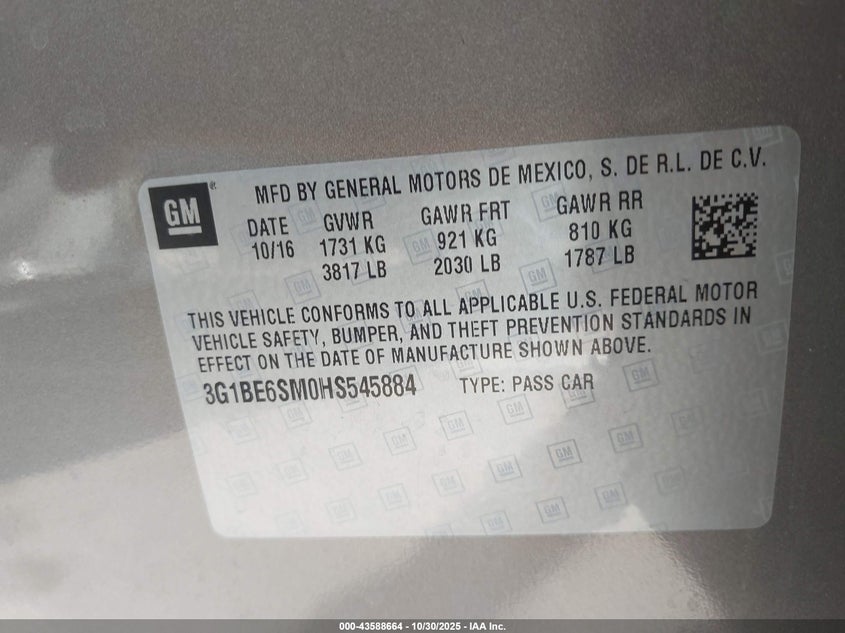 GM
MFD BY GENERAL MOTORS DE MEXICO, S. DE R.L. DE C.V.
DATE GVWR GAWR FRT GAWR RR
10/16 1731 KG 921 KG 810 KG
3817 LB 2030 LB 1787 LB
THIS VEHICLE CONFORMS TO ALL APPLICABLE U.S. FEDERAL MOTOR
VEHICLE SAFETY, BUMPER, AND THEFT PREVENTION STANDARDS IN
EFFECT ON THE DATE OF MANUFACTURE SHOWN ABOVE.
3G1BE6SM0HS545884 TYPE: PASS CAR
000-43588664 - 10/30/2025 - IAA Inc.